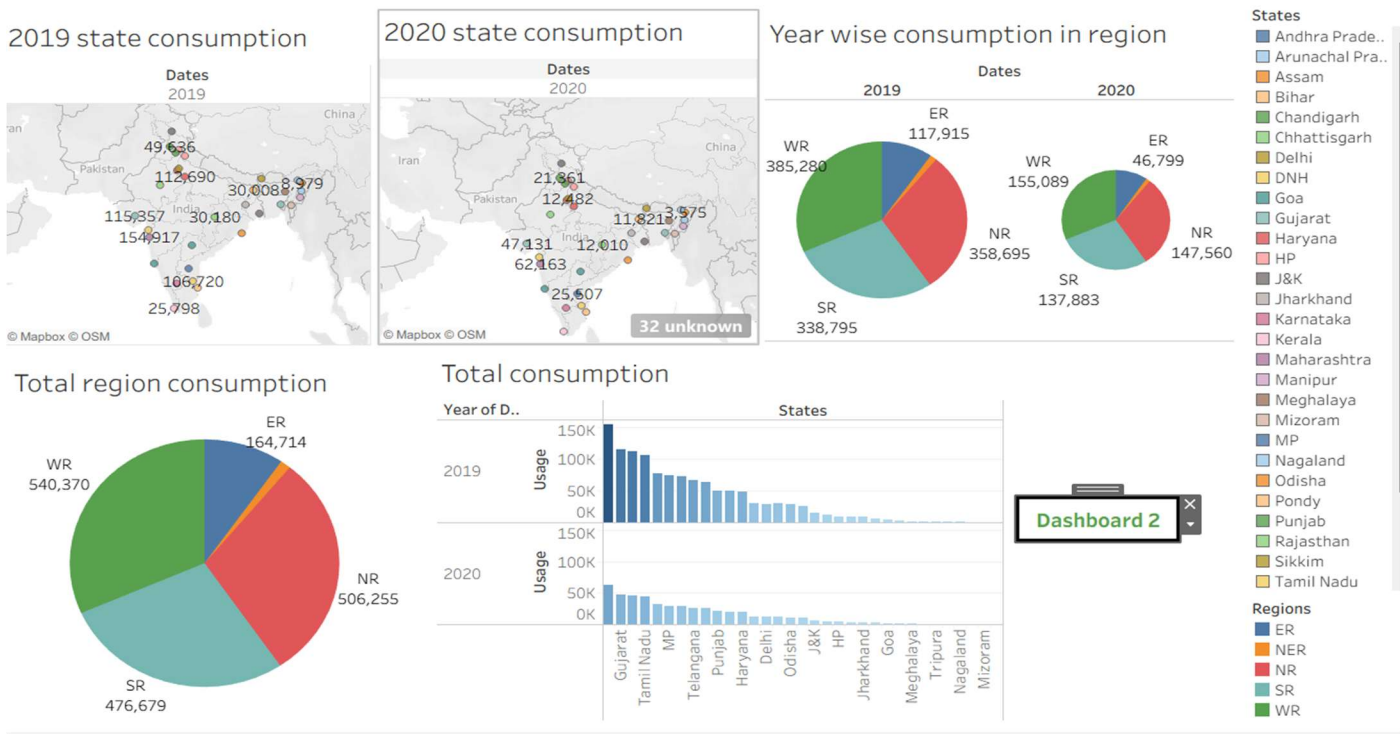 2019 state consumption
Dates
2019
China
an
49,636
Pakistan
112,690
30,008
8,979
115,357
India
30,180
154,917
106,720
25,798
© Mapbox © OSM
2020 state consumption
Dates
2020
China
Iran
21,361
Pakistan
12,482
11,821
3,575
47,131
India
12,010
62,163
25,607
32 unknown
© Mapbox © OSM
Year wise consumption in region
Dates
2019
2020
ER
117,915
WR
385,280
NR
358,695
SR
338,795
ER
46,799
WR
155,089
NR
147,560
SR
137,883
Total region consumption
ER
164,714
WR
540,370
NR
506,255
SR
476,679
Total consumption
Year of D..
States
2019
Usage
150K
100K
50K
0K
2020
Usage
150K
100K
50K
0K
Gujarat
Tamil Nadu
MP
Telangana
Punjab
Haryana
Delhi
Odisha
J&K
HP
Jharkhand
Goa
Meghalaya
Tripura
Nagaland
Mizoram
Dashboard 2
States
Andhra Prade..
Arunachal Pra..
Assam
Bihar
Chandigarh
Chhattisgarh
Delhi
DNH
Goa
Gujarat
Haryana
HP
J&K
Jharkhand
Karnataka
Kerala
Maharashtra
Manipur
Meghalaya
Mizoram
MP
Nagaland
Odisha
Pondy
Punjab
Rajasthan
Sikkim
Tamil Nadu
Regions
ER
NER
NR
SR
WR